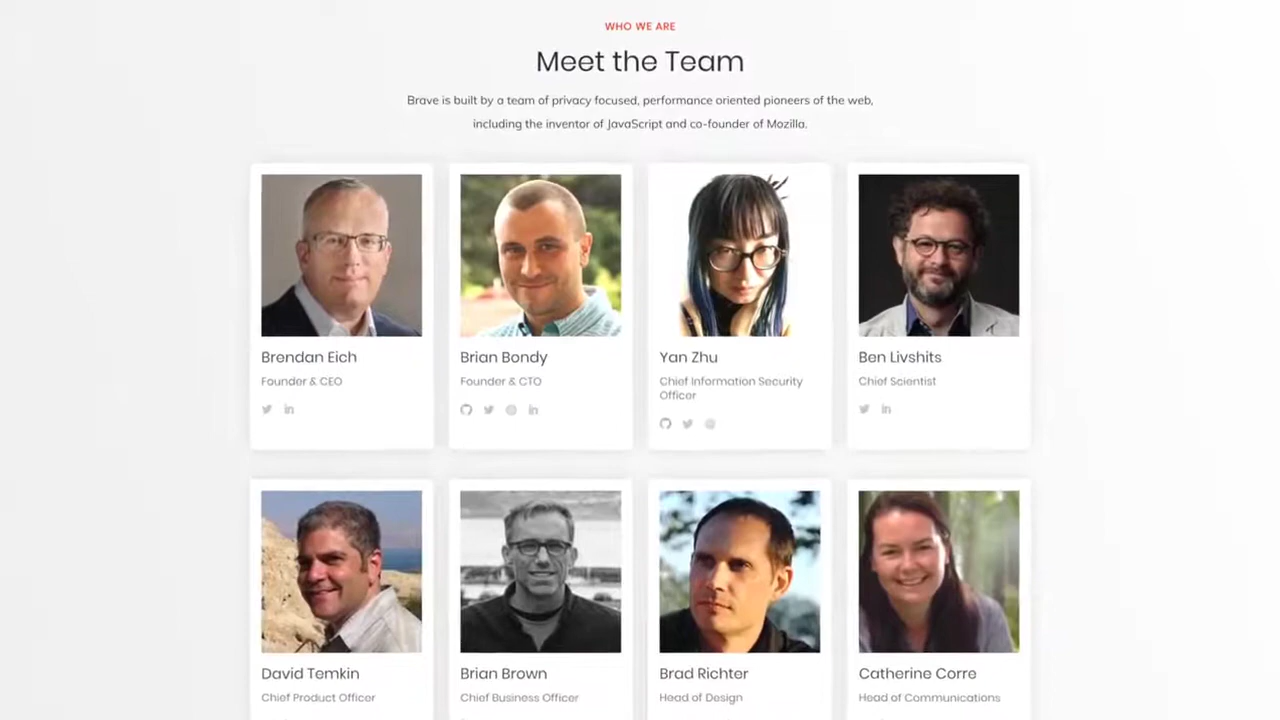 WHO WE ARE
Meet the Team
Brave is built by a team of privacy focused, performance oriented pioneers of the web,
including the inventor of JavaScript and co-founder of Mozilla.
Brendan Eich
Founder & CEO
Brian Bondy
Founder & CTO
Yan Zhu
Chief Information Security
Officer
Ben Livshits
Chief Scientist
David Temkin
Chief Product Officer
Brian Brown
Chief Business Officer
Brad Richter
Head of Design
Catherine Corre
Head of Communications